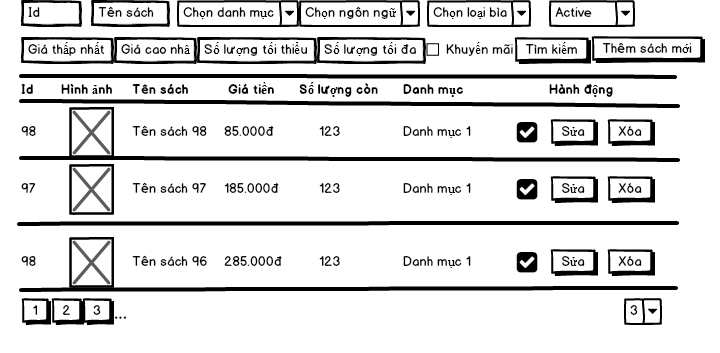 Id Tên sách Chọn danh mục Chọn ngôn ngữ Chọn loại bìa Active
Giá thấp nhất Giá cao nhâ Số lượng tối thiểu Số lượng tối đa Khuyến mãi Tìm kiếm Thêm sách mới
Id Hình ảnh Tên sách Giá tiền Số lượng còn Danh mục Hành động
98 Tên sách 98 85.000đ 123 Danh mục 1 Sửa Xóa
97 Tên sách 97 185.000đ 123 Danh mục 1 Sửa Xóa
98 Tên sách 96 285.000đ 123 Danh mục 1 Sửa Xóa
1 2 3 ... 3